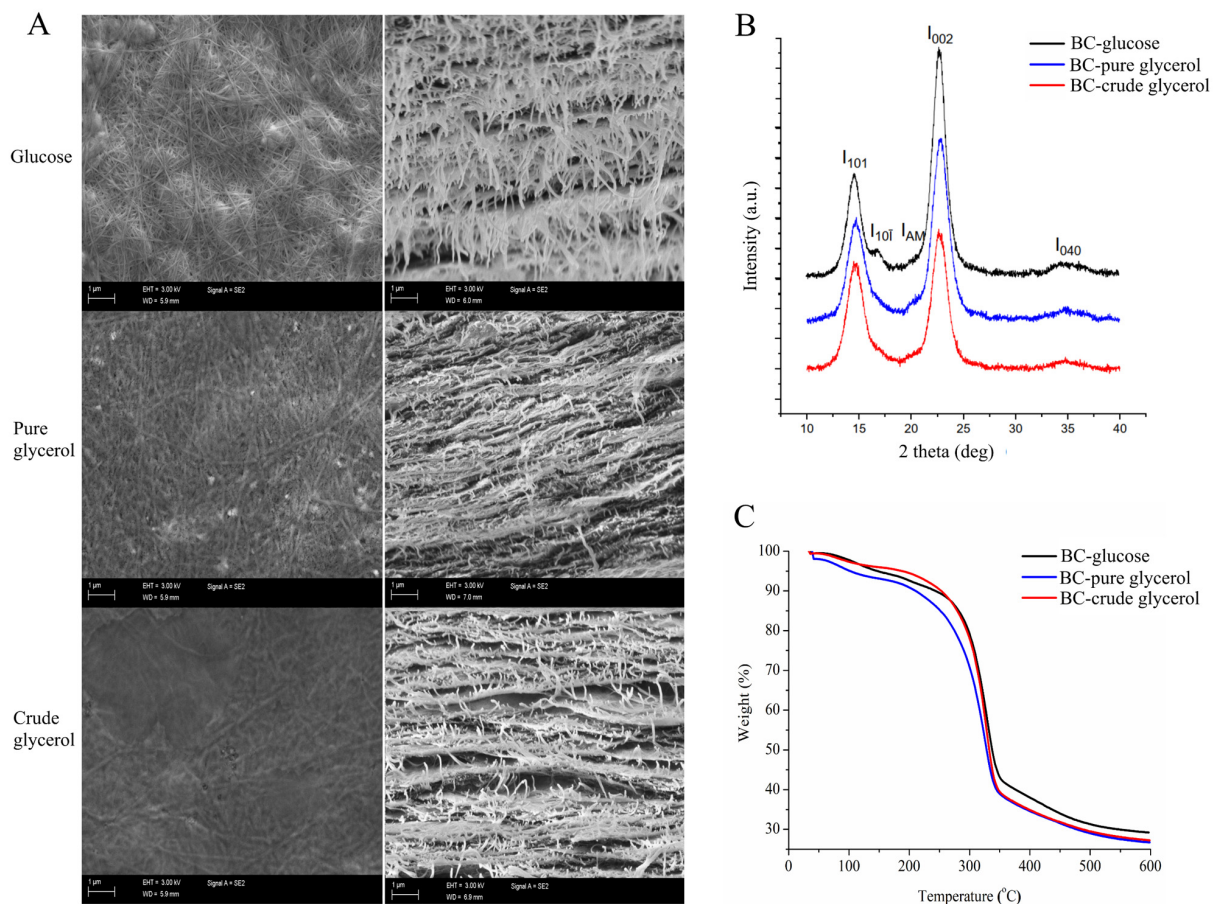 A
Glucose
1 µm
EHT = 3.00 kV
Signal A = SE2
WD = 5.9 mm
1 µm
EHT = 3.00 kV
Signal A = SE2
WD = 6.0 mm
Pure
glycerol
1 µm
EHT = 3.00 kV
Signal A = SE2
WD = 5.9 mm
1 µm
EHT = 3.00 kV
Signal A = SE2
WD = 7.0 mm
Crude
glycerol
1 µm
EHT = 3.00 kV
Signal A = SE2
WD = 5.9 mm
1 µm
EHT = 3.00 kV
Signal A = SE2
WD = 6.9 mm
B
BC-glucose
BC-pure glycerol
BC-crude glycerol
I002
I101
I10ī
IAM
I040
Intensity (a.u.)
10 15 20 25 30 35 40
2 theta (deg)
C
BC-glucose
BC-pure glycerol
BC-crude glycerol
Weight (%)
100
90
80
70
60
50
40
30
0 100 200 300 400 500 600
Temperature (°C)